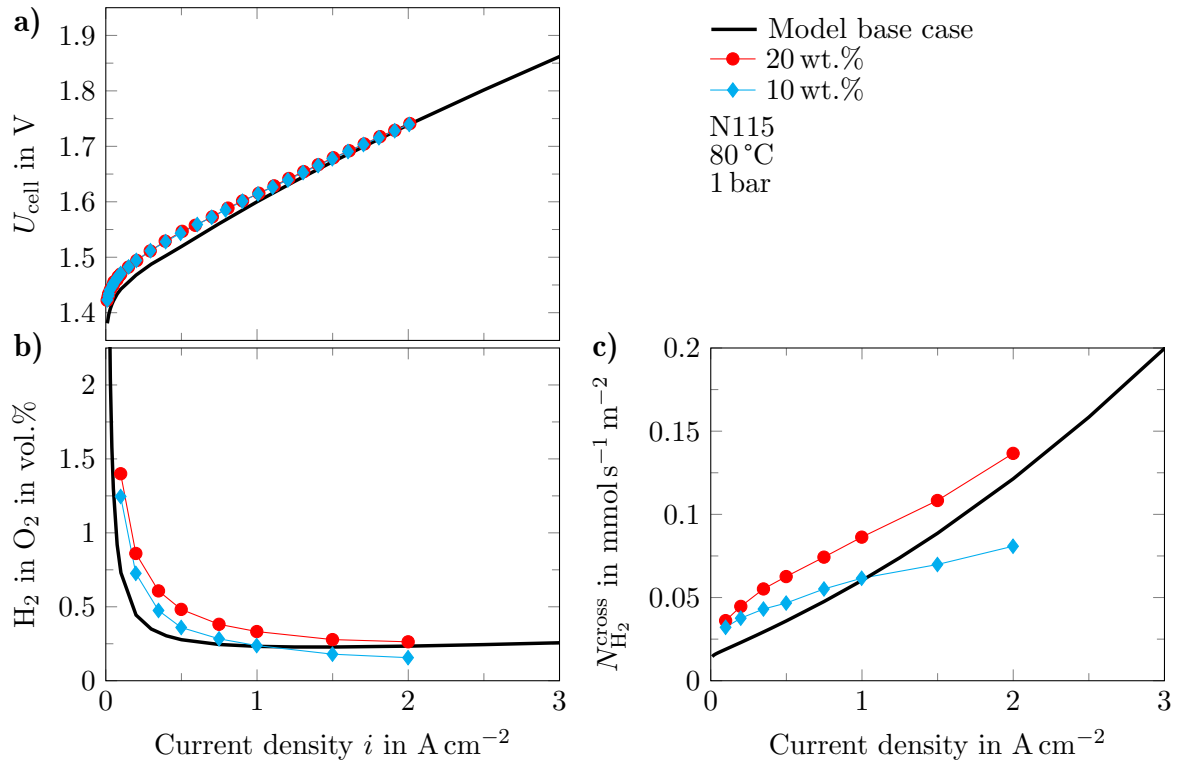 a)
1.9
1.8
1.7
1.6
1.5
1.4
U_cell in V
Model base case
20 wt.%
10 wt.%
N115
80 °C
1 bar
b)
2
1.5
1
0.5
0
H₂ in O₂ in vol.%
0 1 2 3
Current density i in A cm⁻²
c)
0.2
0.15
0.1
0.05
0
N_H₂^cross in mmol s⁻¹ m⁻²
0 1 2 3
Current density in A cm⁻²